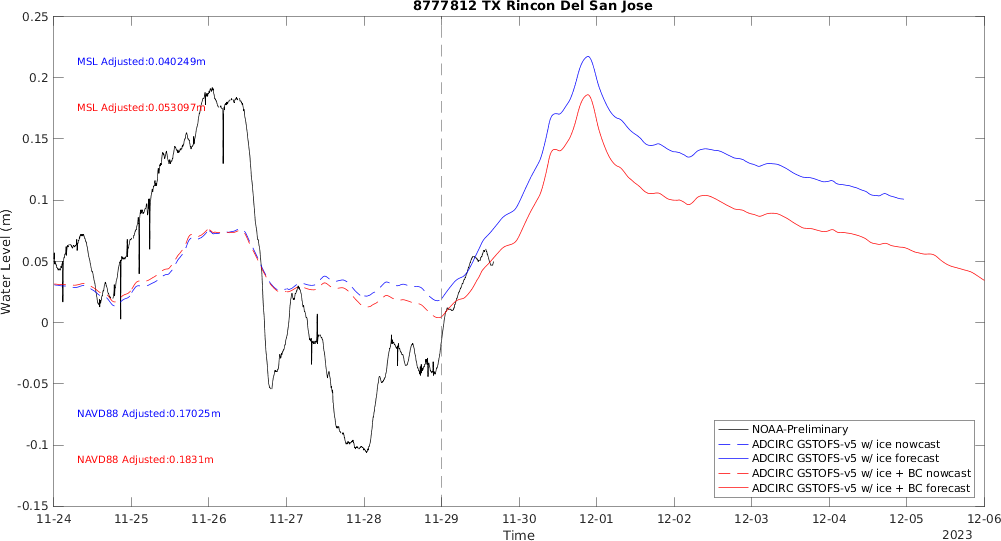 8777812 TX Rincon Del San Jose
Water Level (m)
0.25
0.2
0.15
0.1
0.05
0
-0.05
-0.1
-0.15
MSL Adjusted:0.040249m
MSL Adjusted:0.053097m
NAVD88 Adjusted:0.17025m
NAVD88 Adjusted:0.1831m
NOAA-Preliminary
ADCIRC GSTOFS-v5 w/ ice nowcast
ADCIRC GSTOFS-v5 w/ ice forecast
ADCIRC GSTOFS-v5 w/ ice + BC nowcast
ADCIRC GSTOFS-v5 w/ ice + BC forecast
11-24 11-25 11-26 11-27 11-28 11-29 11-30 12-01 12-02 12-03 12-04 12-05 12-06
Time
2023